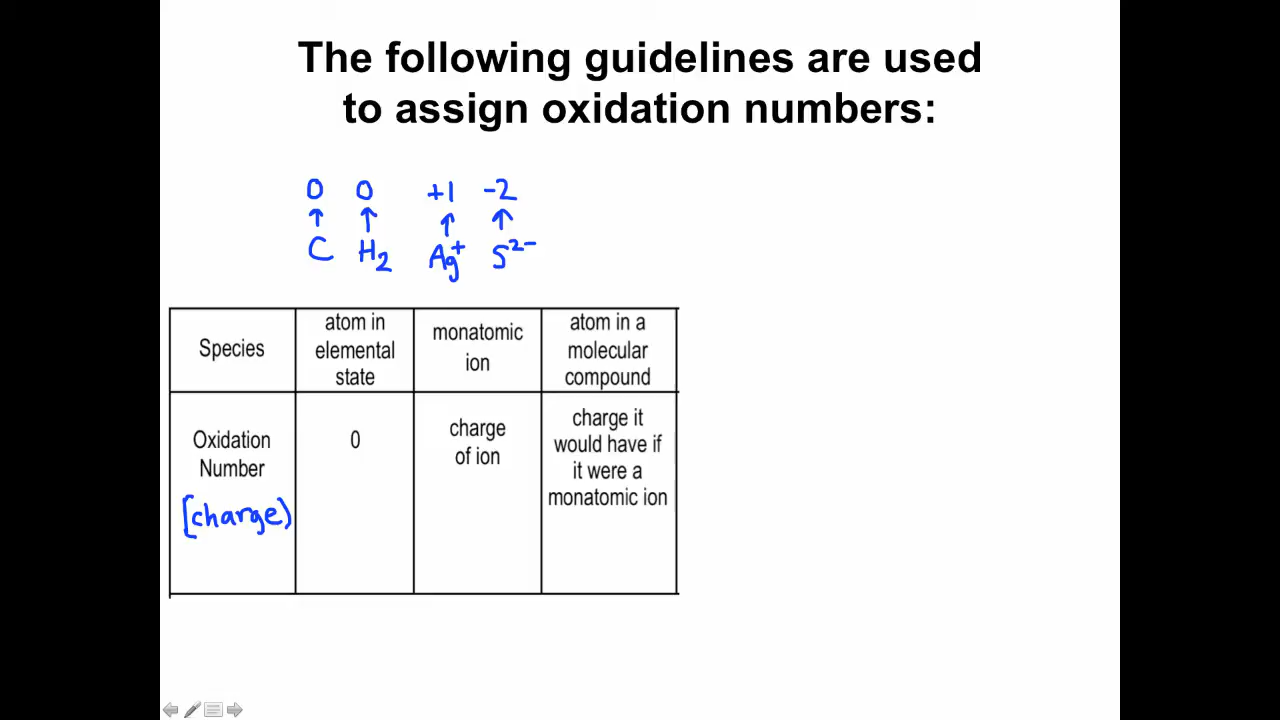 The following guidelines are used
to assign oxidation numbers:
0 0 +1 -2
↑ ↑ ↑ ↑
C H₂ Ag⁺ S²⁻
Species
atom in
elemental
state
monatomic
ion
atom in a
molecular
compound
Oxidation
Number
[charge)
0
charge
of ion
charge it
would have if
it were a
monatomic ion